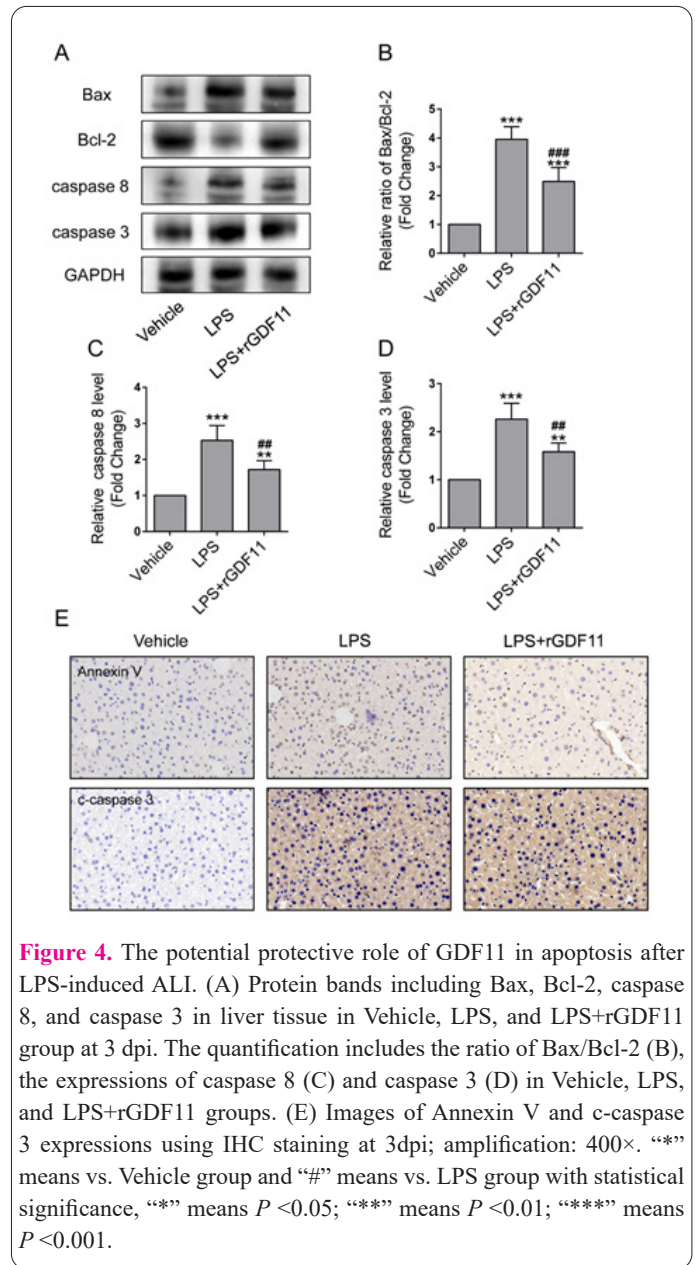 A
Bax
Bcl-2
caspase 8
caspase 3
GAPDH
Vehicle
LPS
LPS+rGDF11
B
Relative ratio of Bax/Bcl-2
(Fold Change)
5
4
3
2
1
0
***
###
***
Vehicle
LPS
LPS+rGDF11
C
Relative caspase 8 level
(Fold Change)
4
3
2
1
0
***
##
**
Vehicle
LPS
LPS+rGDF11
D
Relative caspase 3 level
(Fold Change)
3
2
1
0
***
##
**
Vehicle
LPS
LPS+rGDF11
E
Vehicle
LPS
LPS+rGDF11
Annexin V
c-caspase 3
Figure 4. The potential protective role of GDF11 in apoptosis after
LPS-induced ALI. (A) Protein bands including Bax, Bcl-2, caspase
8, and caspase 3 in liver tissue in Vehicle, LPS, and LPS+rGDF11
group at 3 dpi. The quantification includes the ratio of Bax/Bcl-2 (B),
the expressions of caspase 8 (C) and caspase 3 (D) in Vehicle, LPS,
and LPS+rGDF11 groups. (E) Images of Annexin V and c-caspase
3 expressions using IHC staining at 3dpi; amplification: 400×. “*”
means vs. Vehicle group and “#” means vs. LPS group with statistical
significance, “*” means P <0.05; “**” means P <0.01; “***” means
P <0.001.